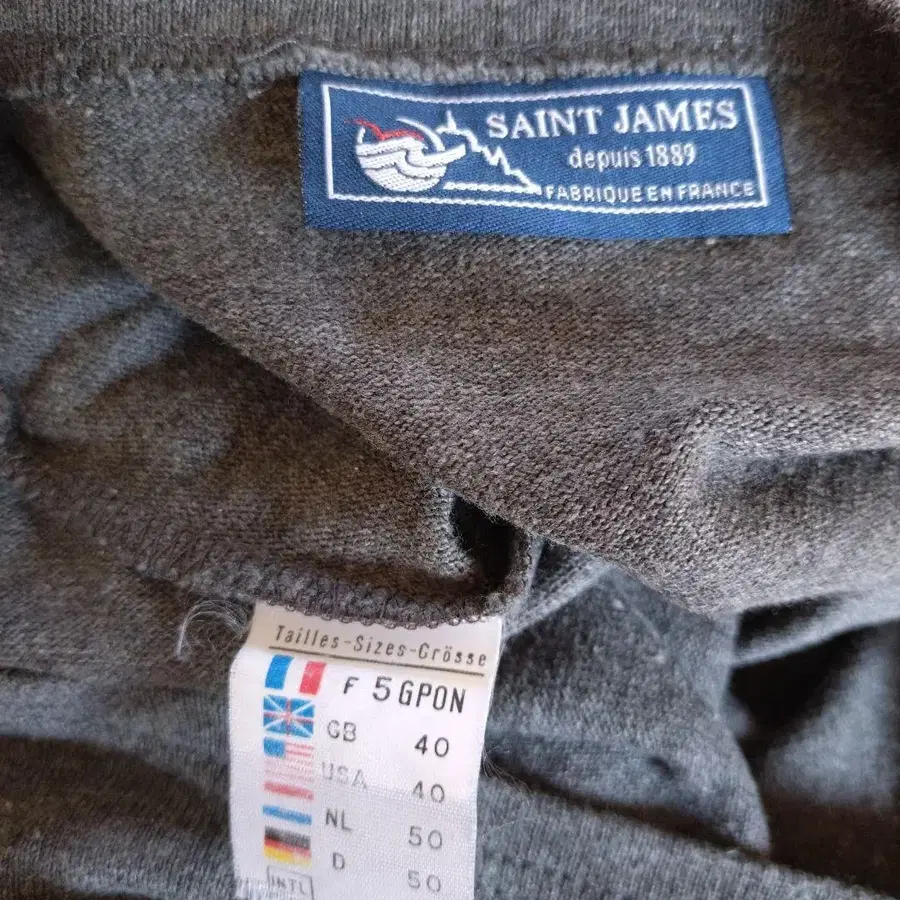 SAINT JAMES
depuis 1889
FABRIQUE EN FRANCE
Tailles-Sizes-Grösse
F 5 GPON
GB 40
USA 40
NL 50
D 50
INTL